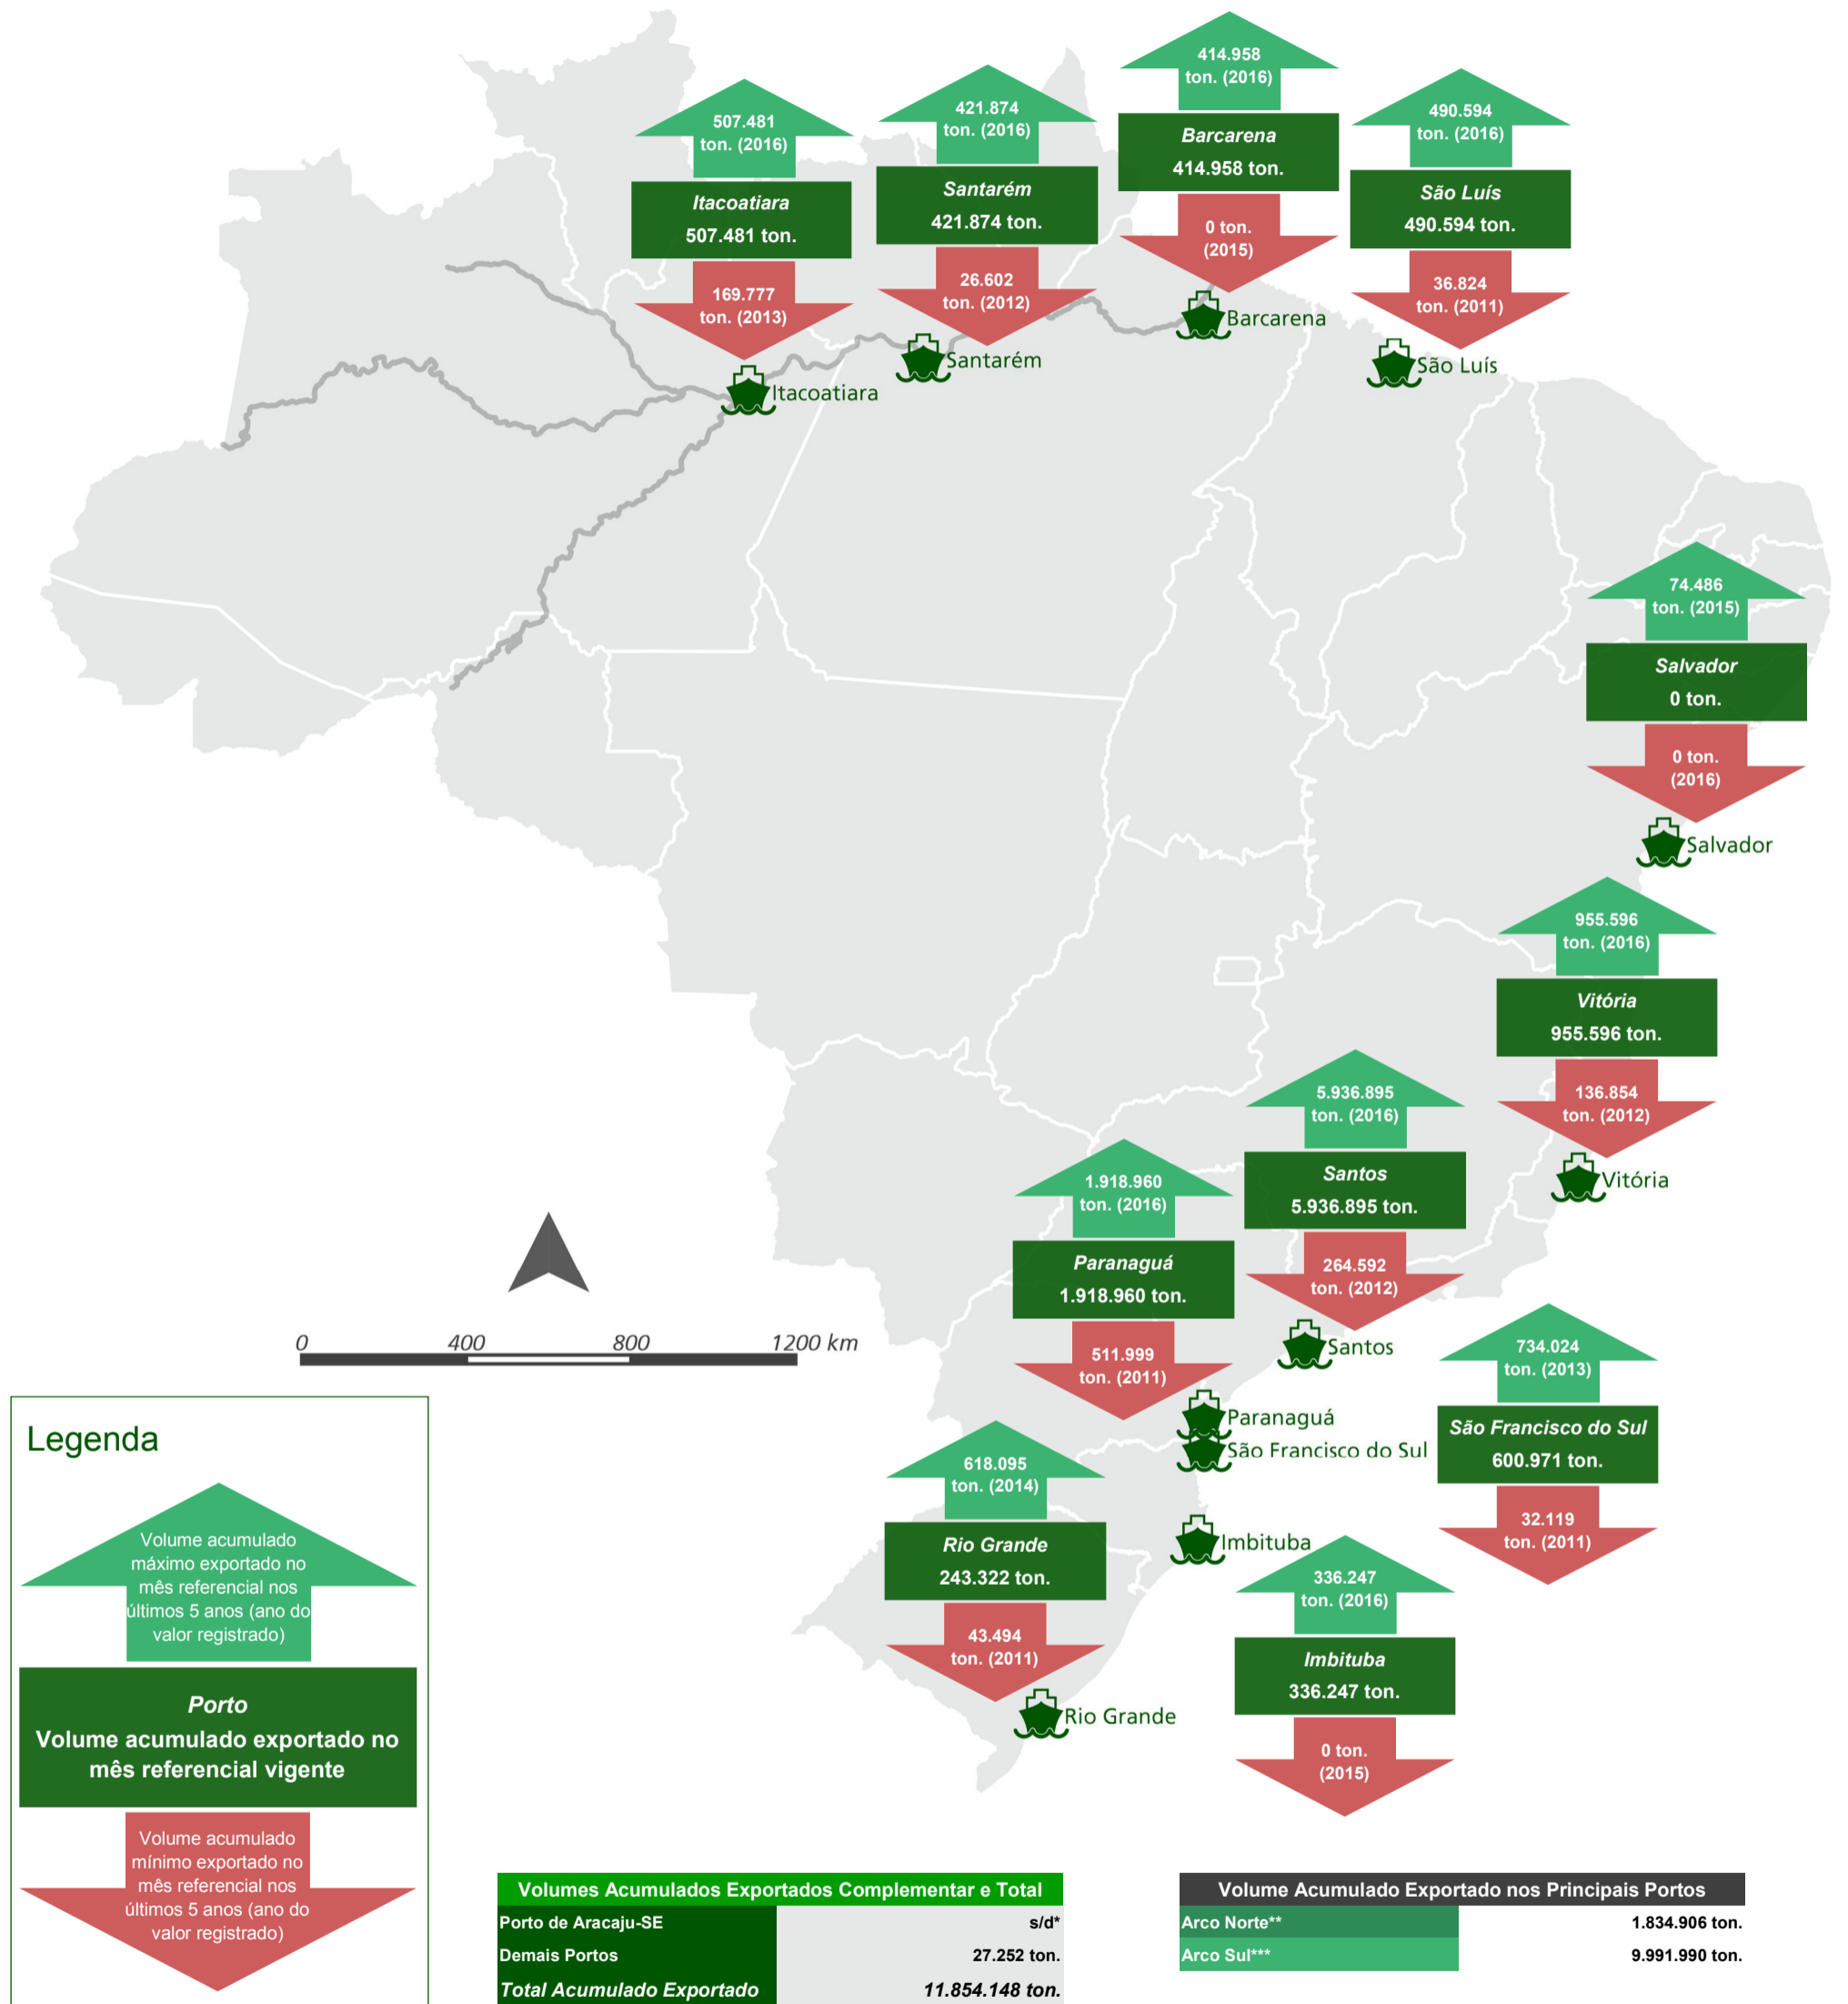 414.958
ton. (2016)
Barcarena
414.958 ton.
0 ton.
(2015)
Barcarena
490.594
ton. (2016)
São Luís
490.594 ton.
36.824
ton. (2011)
São Luís
421.874
ton. (2016)
Santarém
421.874 ton.
26.602
ton. (2012)
Santarém
507.481
ton. (2016)
Itacoatiara
507.481 ton.
169.777
ton. (2013)
Itacoatiara
74.486
ton. (2015)
Salvador
0 ton.
0 ton.
(2016)
Salvador
955.596
ton. (2016)
Vitória
955.596 ton.
136.854
ton. (2012)
Vitória
5.936.895
ton. (2016)
Santos
5.936.895 ton.
264.592
ton. (2012)
Santos
1.918.960
ton. (2016)
Paranaguá
1.918.960 ton.
511.999
ton. (2011)
Paranaguá
São Francisco do Sul
734.024
ton. (2013)
São Francisco do Sul
600.971 ton.
32.119
ton. (2011)
618.095
ton. (2014)
Rio Grande
243.322 ton.
43.494
ton. (2011)
Rio Grande
Imbituba
336.247
ton. (2016)
Imbituba
336.247 ton.
0 ton.
(2015)
0 400 800 1200 km
Legenda
Volume acumulado
máximo exportado no
mês referencial nos
últimos 5 anos (ano do
valor registrado)
Porto
Volume acumulado exportado no
mês referencial vigente
Volume acumulado
mínimo exportado no
mês referencial nos
últimos 5 anos (ano do
valor registrado)
Volumes Acumulados Exportados Complementar e Total
Porto de Aracaju-SE s/d*
Demais Portos 27.252 ton.
Total Acumulado Exportado 11.854.148 ton.
Volume Acumulado Exportado nos Principais Portos
Arco Norte** 1.834.906 ton.
Arco Sul*** 9.991.990 ton.